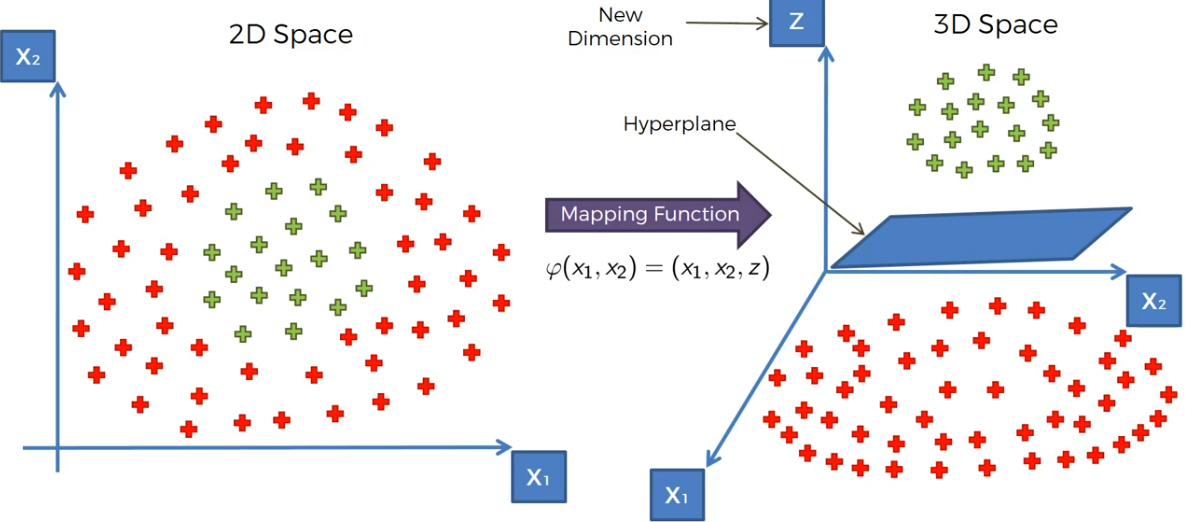 2D Space
X₂
X₁
Mapping Function
φ(x₁, x₂) = (x₁, x₂, z)
New
Dimension
Z
3D Space
Hyperplane
X₂
X₁